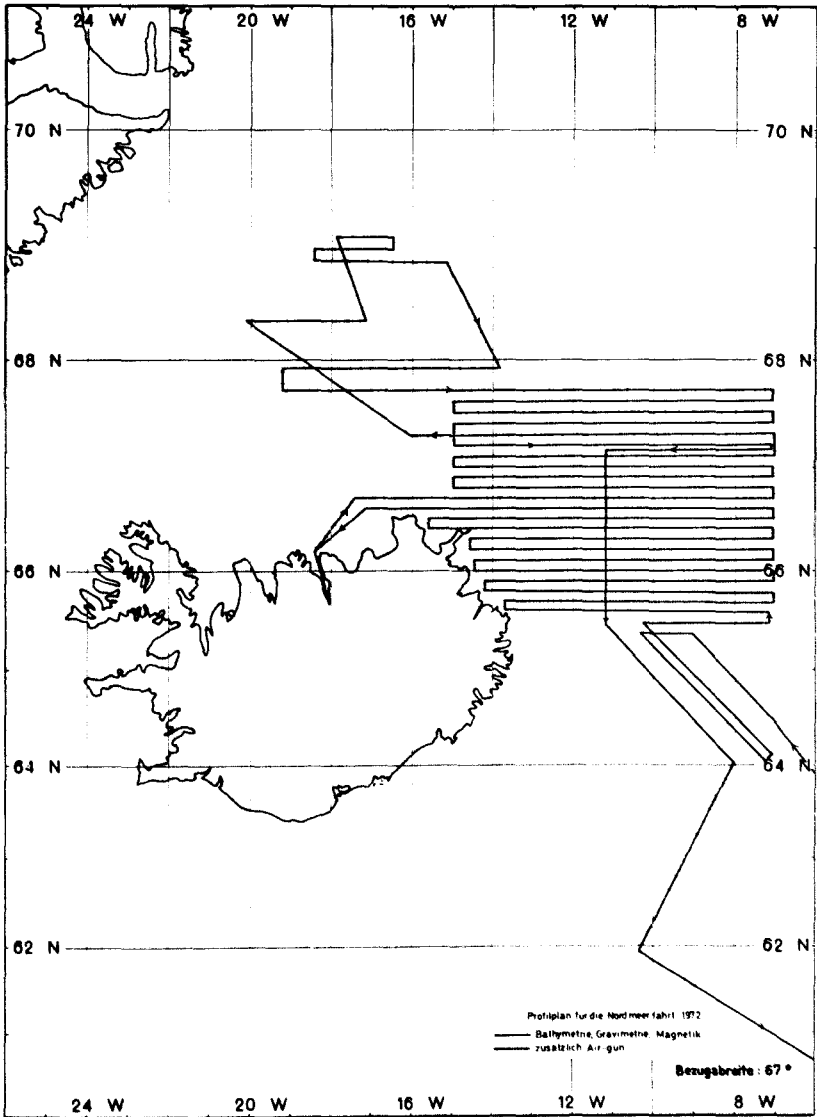 24 W 20 W 16 W 12 W 8 W
70 N 70 N
68 N 68 N
66 N 66 N
64 N 64 N
62 N 62 N
Profilplan für die Nordmeerfahrt 1972
Bathymetrie, Gravimetrie, Magnetik
zusätzlich Air-gun
Bezugsbreite : 67°
24 W 20 W 16 W 12 W 8 W